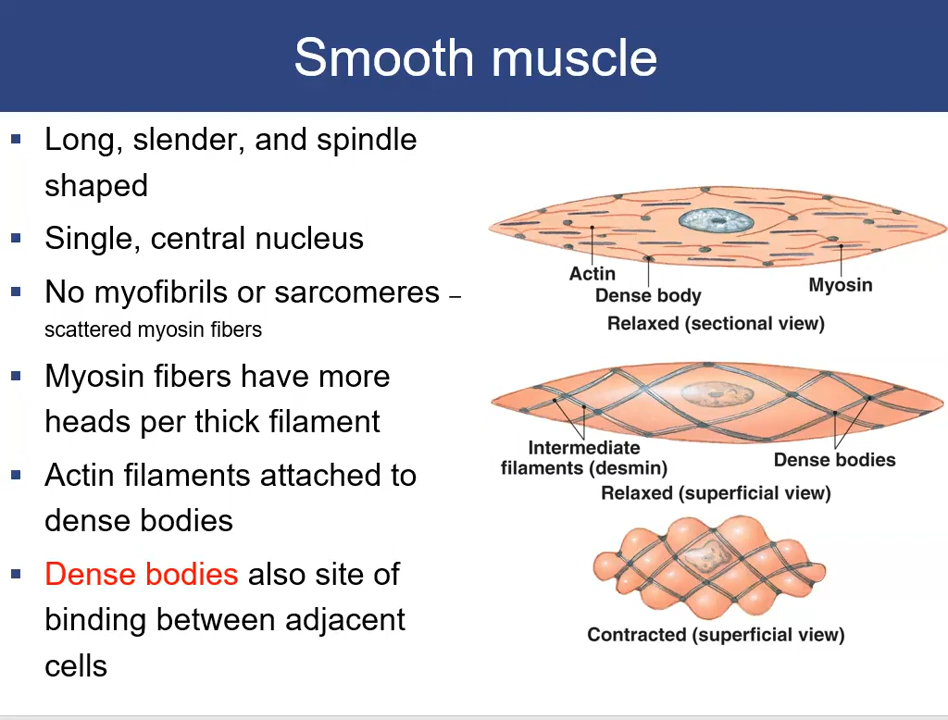 Smooth muscle
Long, slender, and spindle
shaped
Single, central nucleus
No myofibrils or sarcomeres –
scattered myosin fibers
Myosin fibers have more
heads per thick filament
Actin filaments attached to
dense bodies
Dense bodies also site of
binding between adjacent
cells
Actin
Dense body
Myosin
Relaxed (sectional view)
Intermediate
filaments (desmin)
Dense bodies
Relaxed (superficial view)
Contracted (superficial view)